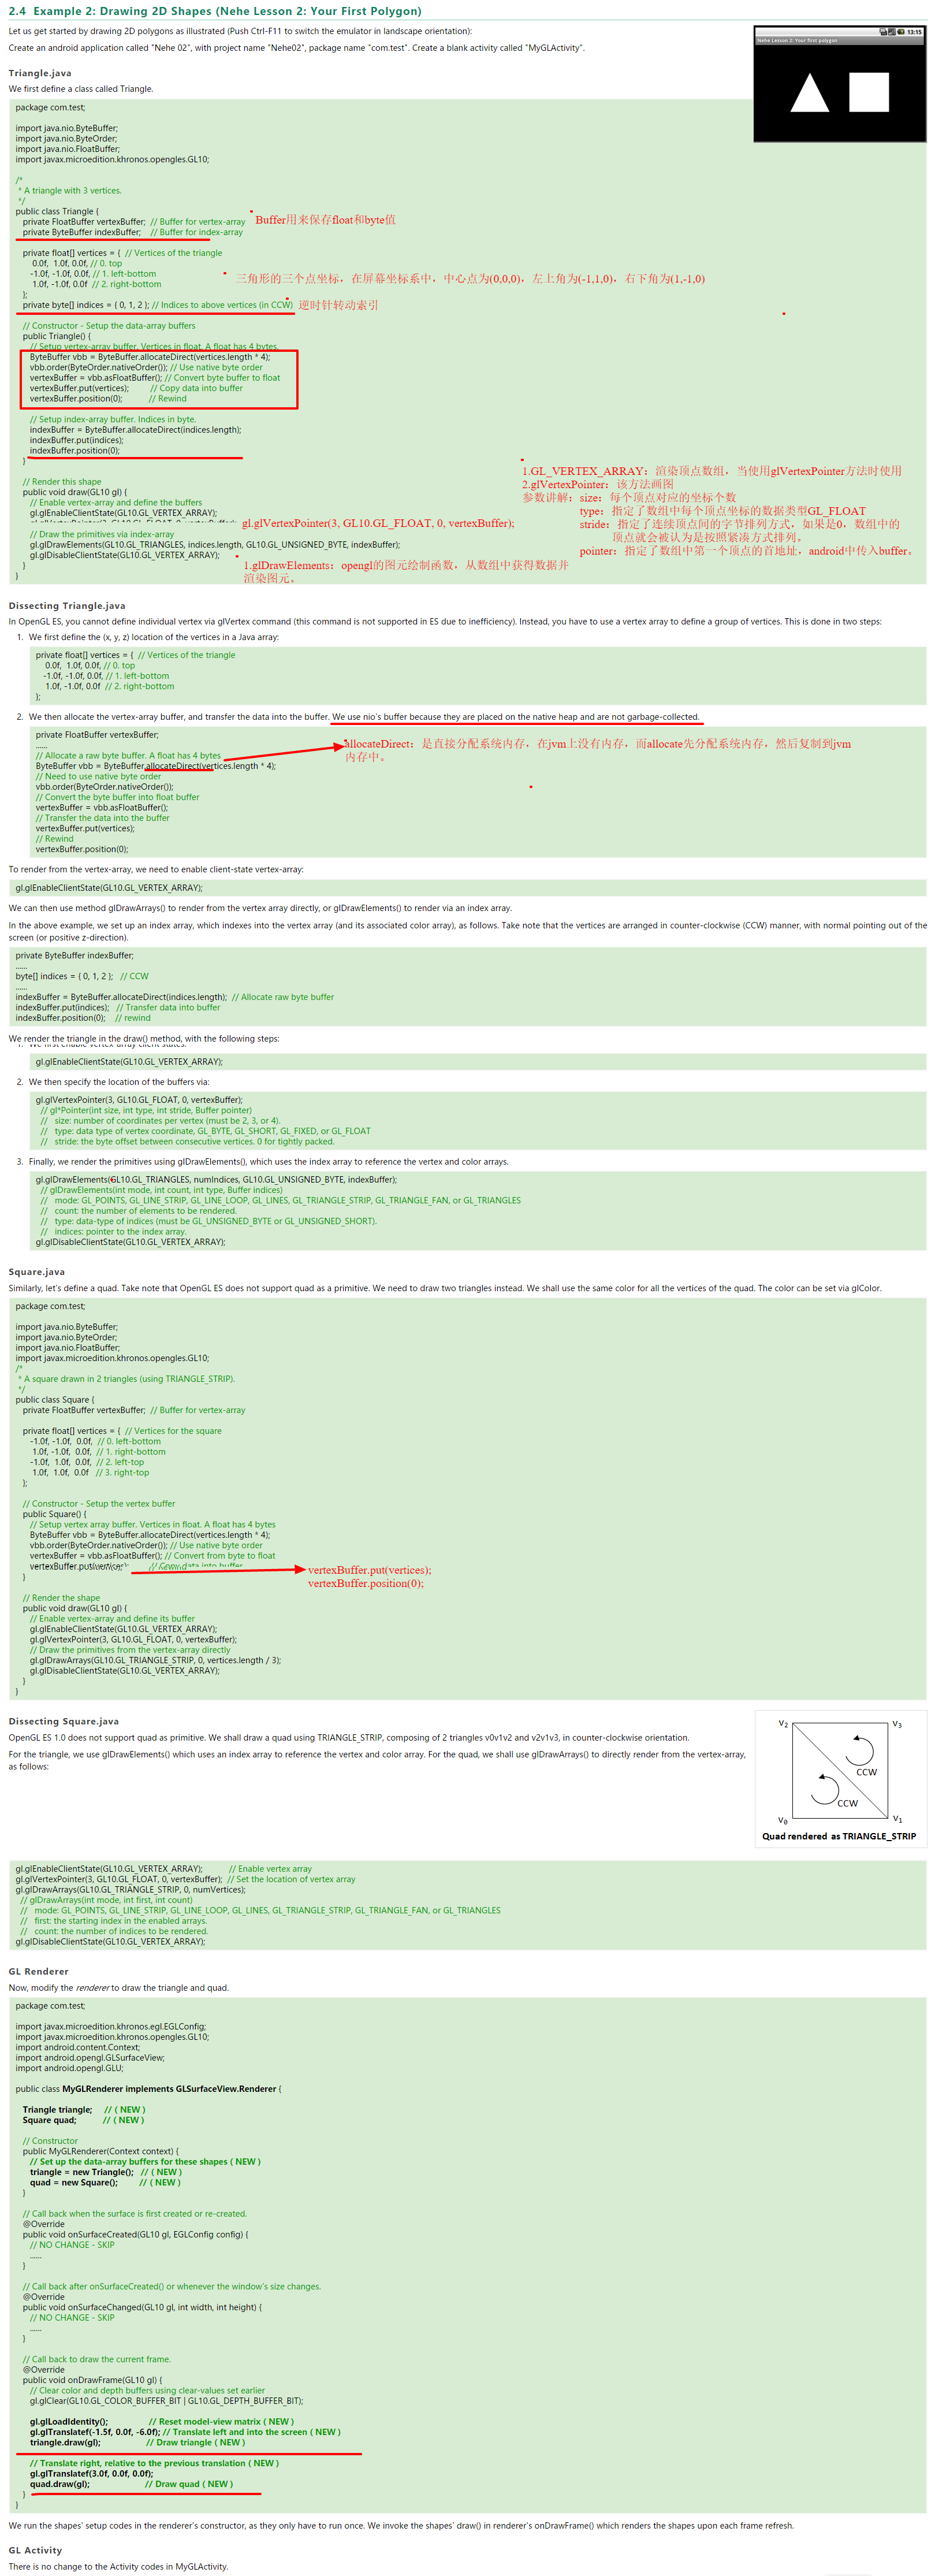 2.4 Example 2: Drawing 2D Shapes (Nehe Lesson 2: Your First Polygon)
Let us get started by drawing 2D polygons as illustrated (Push Ctrl-F11 to switch the emulator in landscape orientation):
Create an android application called "Nehe 02", with project name "Nehe02", package name "com.test". Create a blank activity called "MyGLActivity".
13:15
Nehe Lesson 2: Your first polygon
Triangle.java
We first define a class called Triangle.
package com.test;
import java.nio.ByteBuffer;
import java.nio.ByteOrder;
import java.nio.FloatBuffer;
import javax.microedition.khronos.opengles.GL10;
/*
* A triangle with 3 vertices.
*/
public class Triangle {
private FloatBuffer vertexBuffer; // Buffer for vertex-array
private ByteBuffer indexBuffer; // Buffer for index-array
Buffer用来保存float和byte值
private float[] vertices = { // Vertices of the triangle
0.0f, 1.0f, 0.0f, // 0. top
-1.0f, -1.0f, 0.0f, // 1. left-bottom
1.0f, -1.0f, 0.0f // 2. right-bottom
};
三角形的三个点坐标，在屏幕坐标系中，中心点为(0,0,0)，左上角为(-1,1,0)，右下角为(1,-1,0)
private byte[] indices = { 0, 1, 2 }; // Indices to above vertices (in CCW)
逆时针转动索引
// Constructor - Setup the data-array buffers
public Triangle() {
// Setup vertex-array buffer. Vertices in float. A float has 4 bytes.
ByteBuffer vbb = ByteBuffer.allocateDirect(vertices.length * 4);
vbb.order(ByteOrder.nativeOrder()); // Use native byte order
vertexBuffer = vbb.asFloatBuffer(); // Convert byte buffer to float
vertexBuffer.put(vertices); // Copy data into buffer
vertexBuffer.position(0); // Rewind
// Setup index-array buffer. Indices in byte.
indexBuffer = ByteBuffer.allocateDirect(indices.length);
indexBuffer.put(indices);
indexBuffer.position(0);
}
// Render this shape
public void draw(GL10 gl) {
// Enable vertex-array and define the buffers
gl.glEnableClientState(GL10.GL_VERTEX_ARRAY);
gl.glVertexPointer(3, GL10.GL_FLOAT, 0, vertexBuffer);
1.GL_VERTEX_ARRAY：渲染顶点数组，当使用glVertexPointer方法时使用
2.glVertexPointer：该方法画图
参数讲解：size：每个顶点对应的坐标个数
type：指定了数组中每个顶点坐标的数据类型GL_FLOAT
stride：指定了连续顶点间的字节排列方式，如果是0，数组中的
顶点就会被认为是按照紧凑方式排列。
pointer：指定了数组中第一个顶点的首地址，android中传入buffer。
// Draw the primitives via index-array
gl.glDrawElements(GL10.GL_TRIANGLES, indices.length, GL10.GL_UNSIGNED_BYTE, indexBuffer);
gl.glDisableClientState(GL10.GL_VERTEX_ARRAY);
}
}
1.glDrawElements：opengl的图元绘制函数，从数组中获得数据并
渲染图元。
Dissecting Triangle.java
In OpenGL ES, you cannot define individual vertex via glVertex command (this command is not supported in ES due to inefficiency). Instead, you have to use a vertex array to define a group of vertices. This is done in two steps:
1. We first define the (x, y, z) location of the vertices in a Java array:
private float[] vertices = { // Vertices of the triangle
0.0f, 1.0f, 0.0f, // 0. top
-1.0f, -1.0f, 0.0f, // 1. left-bottom
1.0f, -1.0f, 0.0f // 2. right-bottom
};
2. We then allocate the vertex-array buffer, and transfer the data into the buffer. We use nio's buffer because they are placed on the native heap and are not garbage-collected.
private FloatBuffer vertexBuffer;
......
// Allocate a raw byte buffer. A float has 4 bytes
ByteBuffer vbb = ByteBuffer.allocateDirect(vertices.length * 4);
// Need to use native byte order
vbb.order(ByteOrder.nativeOrder());
// Convert the byte buffer into float buffer
vertexBuffer = vbb.asFloatBuffer();
// Transfer the data into the buffer
vertexBuffer.put(vertices);
// Rewind
vertexBuffer.position(0);
allocateDirect：是直接分配系统内存，在jvm上没有内存，而allocate先分配系统内存，然后复制到jvm
内存中。
To render from the vertex-array, we need to enable client-state vertex-array:
gl.glEnableClientState(GL10.GL_VERTEX_ARRAY);
We can then use method glDrawArrays() to render from the vertex array directly, or glDrawElements() to render via an index array.
In the above example, we set up an index array, which indexes into the vertex array (and its associated color array), as follows. Take note that the vertices are arranged in counter-clockwise (CCW) manner, with normal pointing out of the
screen (or positive z-direction).
private ByteBuffer indexBuffer;
......
byte[] indices = { 0, 1, 2 }; // CCW
......
indexBuffer = ByteBuffer.allocateDirect(indices.length); // Allocate raw byte buffer
indexBuffer.put(indices); // Transfer data into buffer
indexBuffer.position(0); // rewind
We render the triangle in the draw() method, with the following steps:
1. We first enable vertex-array client states.
gl.glEnableClientState(GL10.GL_VERTEX_ARRAY);
2. We then specify the location of the buffers via:
gl.glVertexPointer(3, GL10.GL_FLOAT, 0, vertexBuffer);
// gl*Pointer(int size, int type, int stride, Buffer pointer)
// size: number of coordinates per vertex (must be 2, 3, or 4).
// type: data type of vertex coordinate, GL_BYTE, GL_SHORT, GL_FIXED, or GL_FLOAT
// stride: the byte offset between consecutive vertices. 0 for tightly packed.
3. Finally, we render the primitives using glDrawElements(), which uses the index array to reference the vertex and color arrays.
gl.glDrawElements(GL10.GL_TRIANGLES, numIndices, GL10.GL_UNSIGNED_BYTE, indexBuffer);
// glDrawElements(int mode, int count, int type, Buffer indices)
// mode: GL_POINTS, GL_LINE_STRIP, GL_LINE_LOOP, GL_LINES, GL_TRIANGLE_STRIP, GL_TRIANGLE_FAN, or GL_TRIANGLES
// count: the number of elements to be rendered.
// type: data-type of indices (must be GL_UNSIGNED_BYTE or GL_UNSIGNED_SHORT).
// indices: pointer to the index array.
gl.glDisableClientState(GL10.GL_VERTEX_ARRAY);
Square.java
Similarly, let's define a quad. Take note that OpenGL ES does not support quad as a primitive. We need to draw two triangles instead. We shall use the same color for all the vertices of the quad. The color can be set via glColor.
package com.test;
import java.nio.ByteBuffer;
import java.nio.ByteOrder;
import java.nio.FloatBuffer;
import javax.microedition.khronos.opengles.GL10;
/*
* A square drawn in 2 triangles (using TRIANGLE_STRIP).
*/
public class Square {
private FloatBuffer vertexBuffer; // Buffer for vertex-array
private float[] vertices = { // Vertices for the square
-1.0f, -1.0f, 0.0f, // 0. left-bottom
1.0f, -1.0f, 0.0f, // 1. right-bottom
-1.0f, 1.0f, 0.0f, // 2. left-top
1.0f, 1.0f, 0.0f // 3. right-top
};
// Constructor - Setup the vertex buffer
public Square() {
// Setup vertex array buffer. Vertices in float. A float has 4 bytes
ByteBuffer vbb = ByteBuffer.allocateDirect(vertices.length * 4);
vbb.order(ByteOrder.nativeOrder()); // Use native byte order
vertexBuffer = vbb.asFloatBuffer(); // Convert from byte to float
vertexBuffer.put(vertices);
vertexBuffer.position(0);
}
// Render the shape
public void draw(GL10 gl) {
// Enable vertex-array and define its buffer
gl.glEnableClientState(GL10.GL_VERTEX_ARRAY);
gl.glVertexPointer(3, GL10.GL_FLOAT, 0, vertexBuffer);
// Draw the primitives from the vertex-array directly
gl.glDrawArrays(GL10.GL_TRIANGLE_STRIP, 0, vertices.length / 3);
gl.glDisableClientState(GL10.GL_VERTEX_ARRAY);
}
}
Dissecting Square.java
OpenGL ES 1.0 does not support quad as primitive. We shall draw a quad using TRIANGLE_STRIP, composing of 2 triangles v0v1v2 and v2v1v3, in counter-clockwise orientation.
For the triangle, we use glDrawElements() which uses an index array to reference the vertex and color array. For the quad, we shall use glDrawArrays() to directly render from the vertex-array,
as follows:
V2
V3
CCW
CCW
V0
V1
Quad rendered as TRIANGLE_STRIP
gl.glEnableClientState(GL10.GL_VERTEX_ARRAY); // Enable vertex array
gl.glVertexPointer(3, GL10.GL_FLOAT, 0, vertexBuffer); // Set the location of vertex array
gl.glDrawArrays(GL10.GL_TRIANGLE_STRIP, 0, numVertices);
// glDrawArrays(int mode, int first, int count)
// mode: GL_POINTS, GL_LINE_STRIP, GL_LINE_LOOP, GL_LINES, GL_TRIANGLE_STRIP, GL_TRIANGLE_FAN, or GL_TRIANGLES
// first: the starting index in the enabled arrays.
// count: the number of indices to be rendered.
gl.glDisableClientState(GL10.GL_VERTEX_ARRAY);
GL Renderer
Now, modify the renderer to draw the triangle and quad.
package com.test;
import javax.microedition.khronos.egl.EGLConfig;
import javax.microedition.khronos.opengles.GL10;
import android.content.Context;
import android.opengl.GLSurfaceView;
import android.opengl.GLU;
public class MyGLRenderer implements GLSurfaceView.Renderer {
Triangle triangle; // ( NEW )
Square quad; // ( NEW )
// Constructor
public MyGLRenderer(Context context) {
// Set up the data-array buffers for these shapes ( NEW )
triangle = new Triangle(); // ( NEW )
quad = new Square(); // ( NEW )
}
// Call back when the surface is first created or re-created.
@Override
public void onSurfaceCreated(GL10 gl, EGLConfig config) {
// NO CHANGE - SKIP
......
}
// Call back after onSurfaceCreated() or whenever the window's size changes.
@Override
public void onSurfaceChanged(GL10 gl, int width, int height) {
// NO CHANGE - SKIP
......
}
// Call back to draw the current frame.
@Override
public void onDrawFrame(GL10 gl) {
// Clear color and depth buffers using clear-values set earlier
gl.glClear(GL10.GL_COLOR_BUFFER_BIT | GL10.GL_DEPTH_BUFFER_BIT);
gl.glLoadIdentity(); // Reset model-view matrix ( NEW )
gl.glTranslatef(-1.5f, 0.0f, -6.0f); // Translate left and into the screen ( NEW )
triangle.draw(gl); // Draw triangle ( NEW )
// Translate right, relative to the previous translation ( NEW )
gl.glTranslatef(3.0f, 0.0f, 0.0f);
quad.draw(gl); // Draw quad ( NEW )
}
}
We run the shapes' setup codes in the renderer's constructor, as they only have to run once. We invoke the shapes' draw() in renderer's onDrawFrame() which renders the shapes upon each frame refresh.
GL Activity
There is no change to the Activity codes in MyGLActivity.